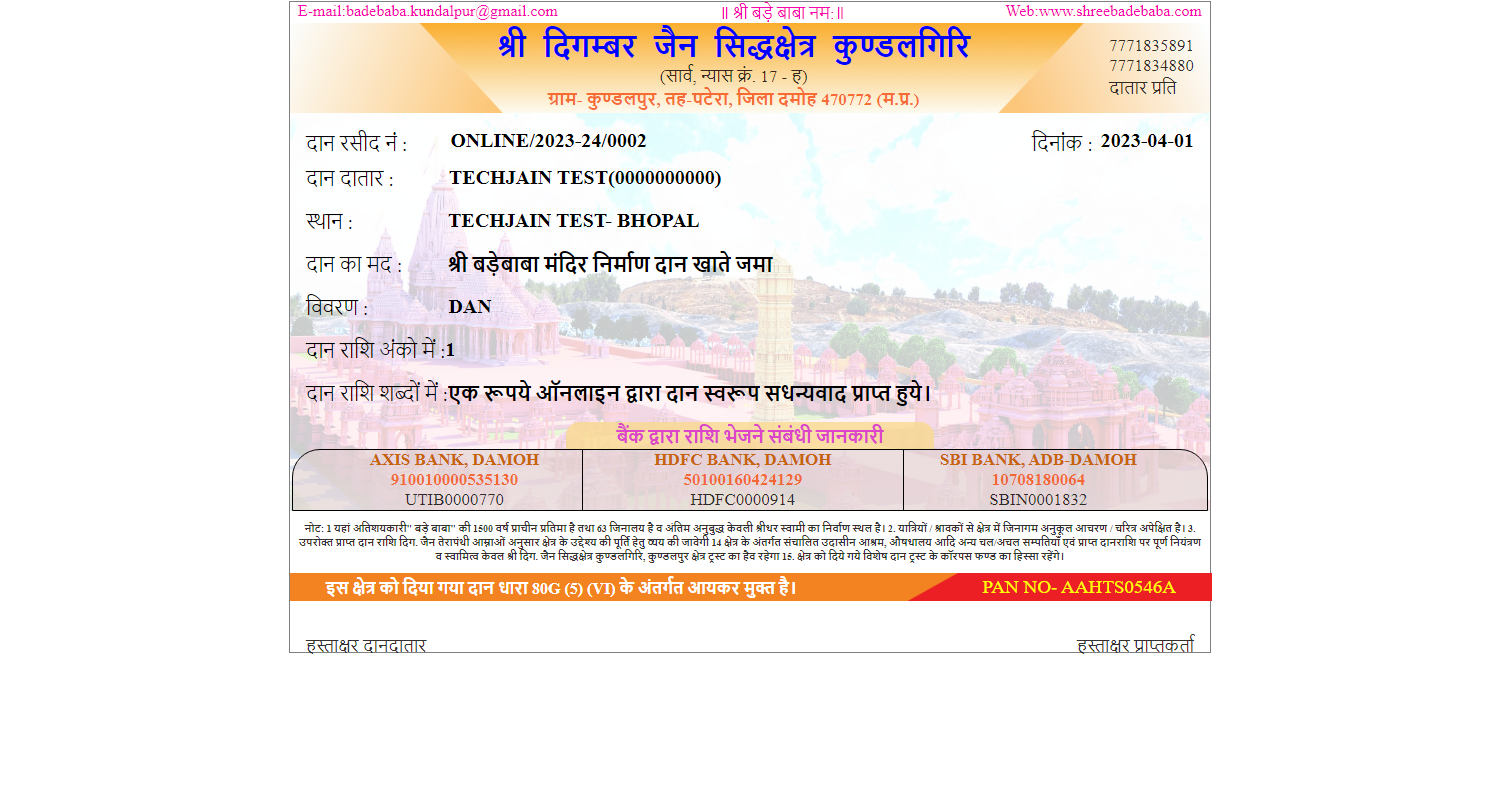 E-mail:badebaba.kundalpur@gmail.com
|| श्री बड़े बाबा नम: ||
Web:www.shreebadebaba.com
श्री दिगम्बर जैन सिद्धक्षेत्र कुण्डलगिरि
(सार्व, न्यास क्रं. 17 - ह)
ग्राम- कुण्डलपुर, तह-पटेरा, जिला दमोह 470772 (म.प्र.)
7771835891
7771834880
दातार प्रति
दान रसीद नं : ONLINE/2023-24/0002
दिनांक : 2023-04-01
दान दातार : TECHJAIN TEST(0000000000)
स्थान : TECHJAIN TEST- BHOPAL
दान का मद : श्री बड़ेबाबा मंदिर निर्माण दान खाते जमा
विवरण : DAN
दान राशि अंको में :1
दान राशि शब्दों में :एक रूपये ऑनलाइन द्वारा दान स्वरूप सधन्यवाद प्राप्त हुये।
बैंक द्वारा राशि भेजने संबंधी जानकारी
AXIS BANK, DAMOH
910010000535130
UTIB0000770
HDFC BANK, DAMOH
50100160424129
HDFC0000914
SBI BANK, ADB-DAMOH
10708180064
SBIN0001832
नोट: 1 यहां अतिशयकारी" बड़े बाबा" की 1500 वर्ष प्राचीन प्रतिमा है तथा 63 जिनालय है व अंतिम अनुबुद्ध केवली श्रीधर स्वामी का निर्वाण स्थल है। 2. यात्रियों / श्रावकों से क्षेत्र में जिनागम अनुकूल आचरण / चरित्र अपेक्षित है। 3.
उपरोक्त प्राप्त दान राशि दिग. जैन तेरापंथी आम्नाओं अनुसार क्षेत्र के उद्देश्य की पूर्ति हेतु व्यय की जावेगी 14 क्षेत्र के अंतर्गत संचालित उदासीन आश्रम, औषधालय आदि अन्य चल/अचल सम्पतियाँ एवं प्राप्त दानराशि पर पूर्ण नियंत्रण
व स्वामित्व केवल श्री दिग. जैन सिद्धक्षेत्र कुण्डलगिरि, कुण्डलपुर क्षेत्र ट्रस्ट का हैव रहेगा 15. क्षेत्र को दिये गये विशेष दान ट्रस्ट के कॉरपस फण्ड का हिस्सा रहेंगे।
इस क्षेत्र को दिया गया दान धारा 80G (5) (VI) के अंतर्गत आयकर मुक्त है।
PAN NO- AAHTS0546A
हस्ताक्षर दानदातार
हस्ताक्षर प्राप्तकर्ता